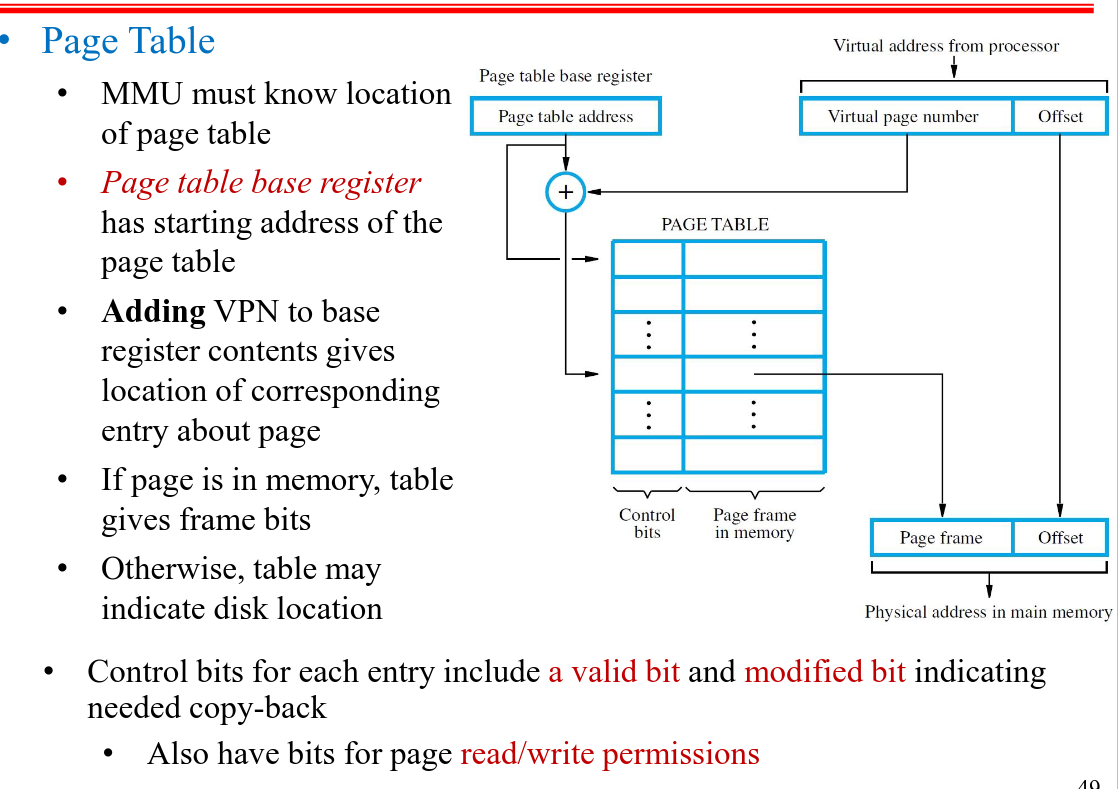 • Page Table
• MMU must know location
of page table
• Page table base register
has starting address of the
page table
• Adding VPN to base
register contents gives
location of corresponding
entry about page
• If page is in memory, table
gives frame bits
• Otherwise, table may
indicate disk location
Virtual address from processor
Page table base register
Page table address
Virtual page number
Offset
+
PAGE TABLE
Control
bits
Page frame
in memory
Page frame
Offset
Physical address in main memory
• Control bits for each entry include a valid bit and modified bit indicating
needed copy-back
• Also have bits for page read/write permissions
49